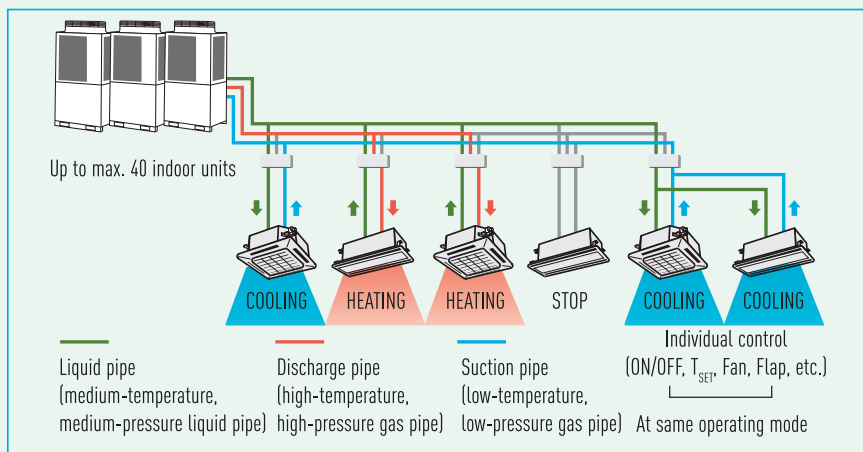 Up to max. 40 indoor units
COOLING
HEATING
HEATING
STOP
COOLING
COOLING
Liquid pipe
(medium-temperature,
medium-pressure liquid pipe)
Discharge pipe
(high-temperature,
high-pressure gas pipe)
Suction pipe
(low-temperature,
low-pressure gas pipe)
Individual control
(ON/OFF, TSET, Fan, Flap, etc.)
At same operating mode